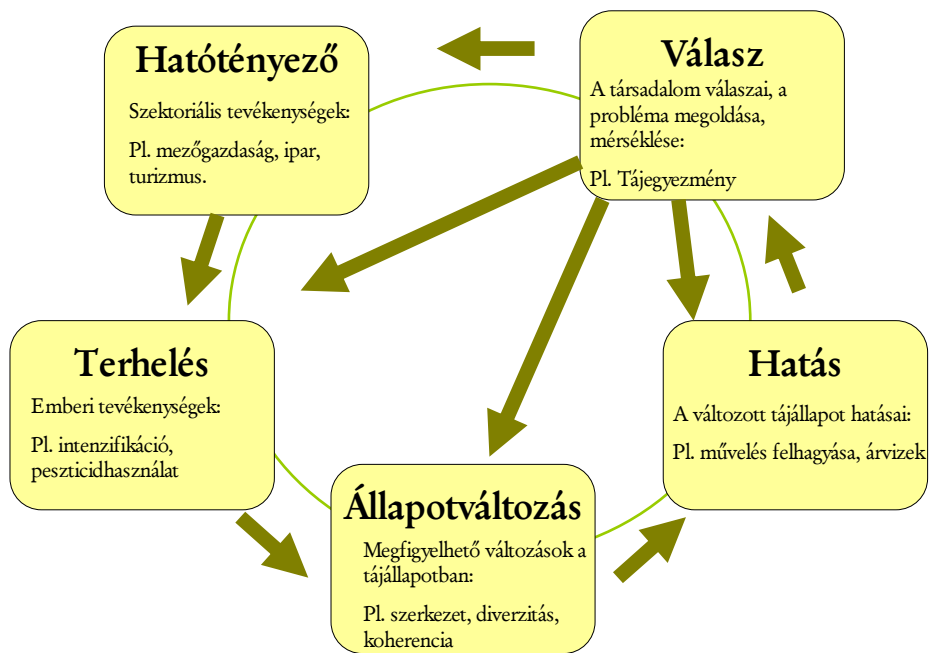 Hatótényező
Szektoriális tevékenységek:
Pl. mezőgazdaság, ipar,
turizmus.
Válasz
A társadalom válaszai, a
probléma megoldása,
mérséklése:
Pl. Tájegyezmény
Terhelés
Emberi tevékenységek:
Pl. intenzifikáció,
peszticidhasználat
Hatás
A változott tájállapot hatásai:
Pl. művelés felhagyása, árvizek
Állapotváltozás
Megfigyelhető változások a
tájállapotban:
Pl. szerkezet, diverzitás,
koherencia